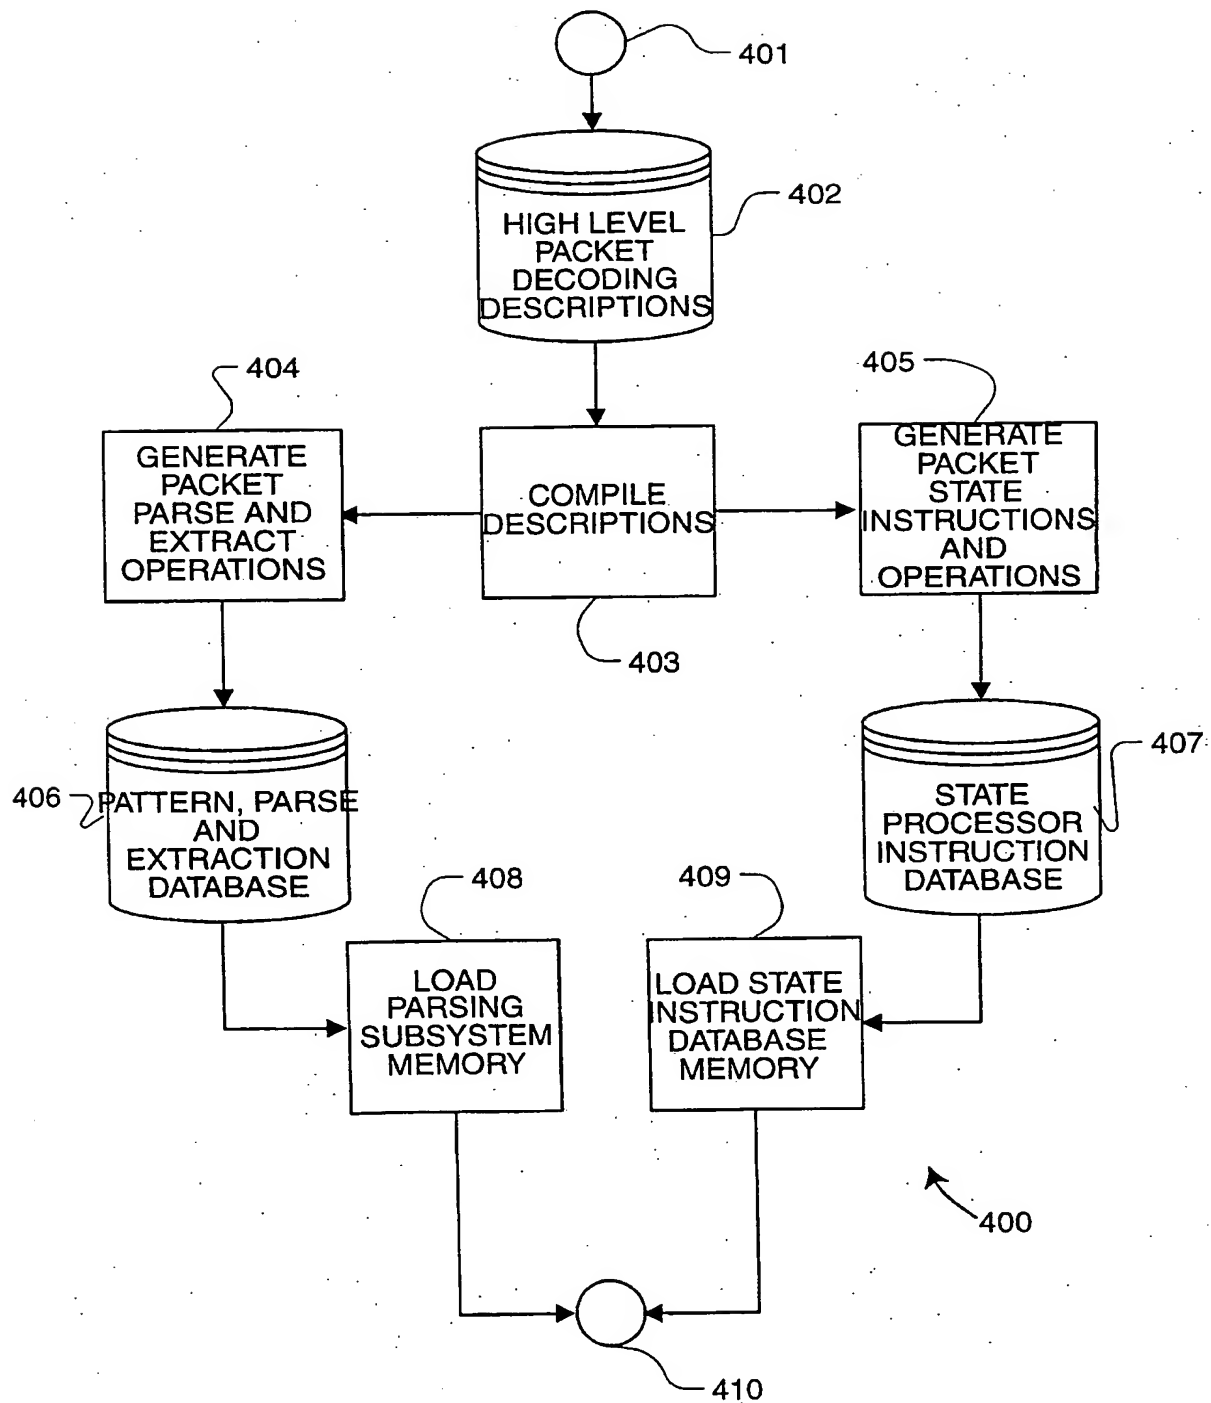 401
402
HIGH LEVEL
PACKET
DECODING
DESCRIPTIONS
404
405
GENERATE
PACKET
PARSE AND
EXTRACT
OPERATIONS
COMPILE
DESCRIPTIONS
GENERATE
PACKET
STATE
INSTRUCTIONS
AND
OPERATIONS
403
406
PATTERN, PARSE
AND
EXTRACTION
DATABASE
407
STATE
PROCESSOR
INSTRUCTION
DATABASE
408
409
LOAD
PARSING
SUBSYSTEM
MEMORY
LOAD STATE
INSTRUCTION
DATABASE
MEMORY
400
410